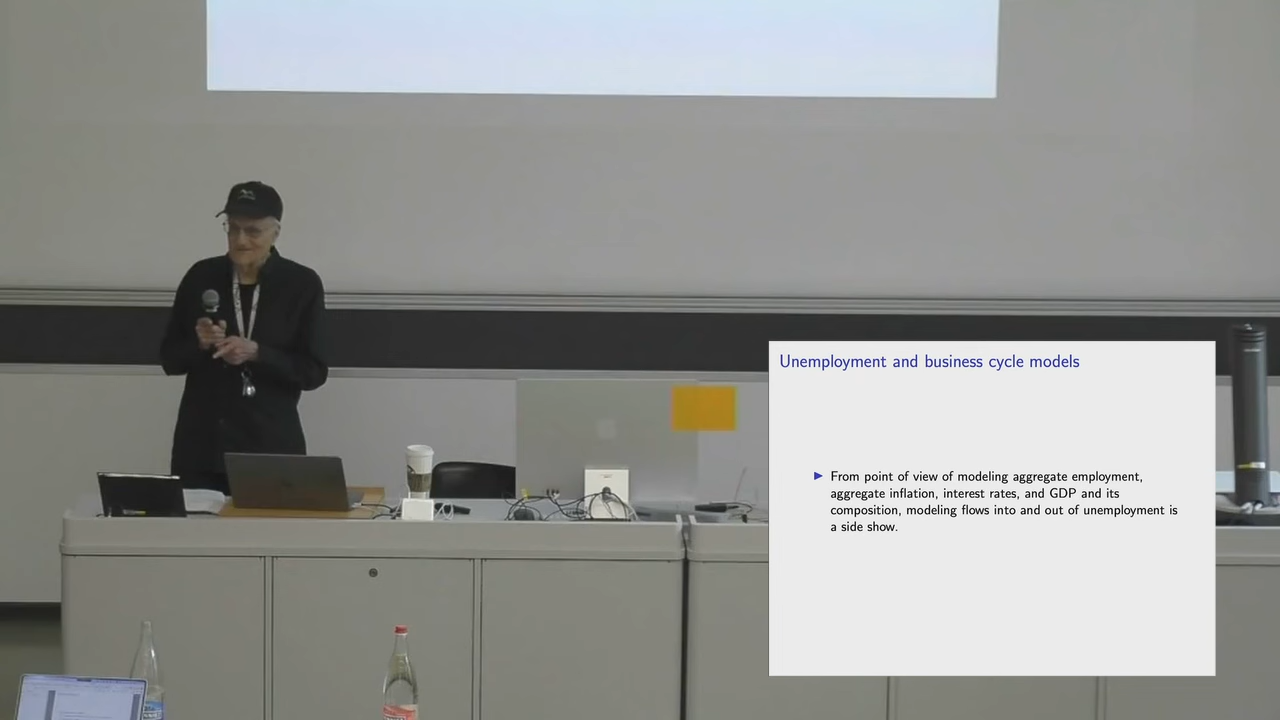 Unemployment and business cycle models
▶ From point of view of modeling aggregate employment,
aggregate inflation, interest rates, and GDP and its
composition, modeling flows into and out of unemployment is
a side show.